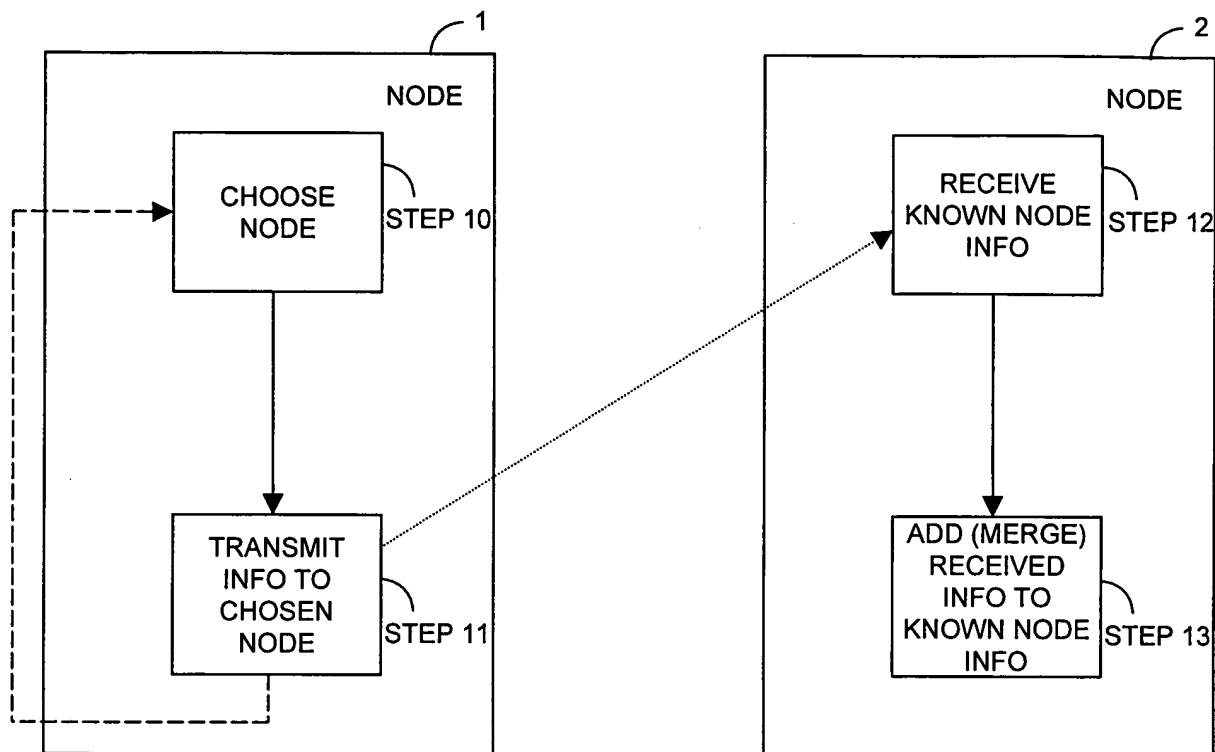 1
NODE
CHOOSE
NODE
STEP 10
TRANSMIT
INFO TO
CHOSEN
NODE
STEP 11
2
NODE
RECEIVE
KNOWN NODE
INFO
STEP 12
ADD (MERGE)
RECEIVED
INFO TO
KNOWN NODE
INFO
STEP 13